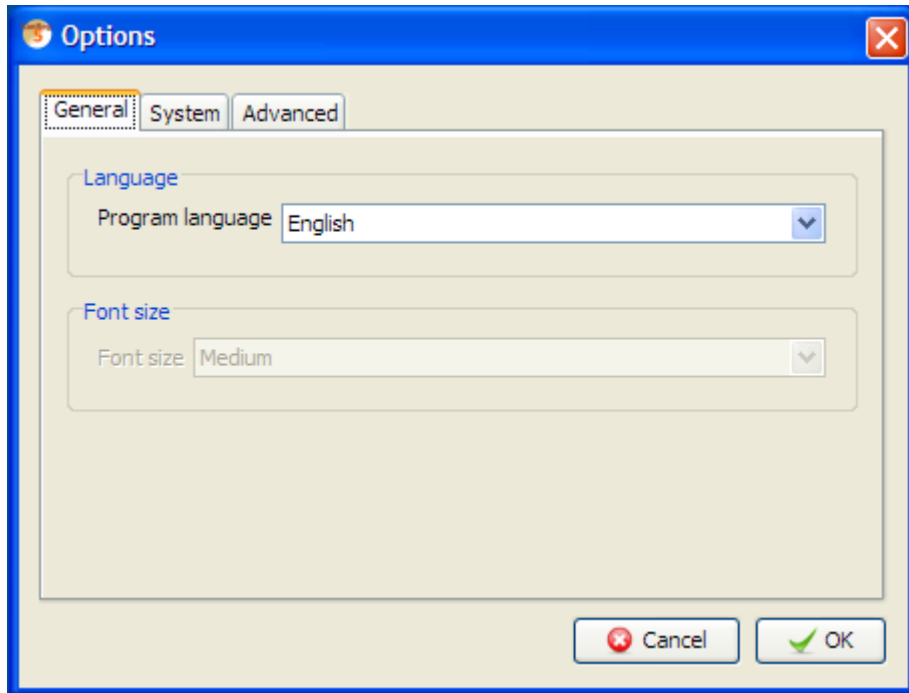 Options
General System Advanced
Language
Program language English
Font size
Font size Medium
Cancel OK